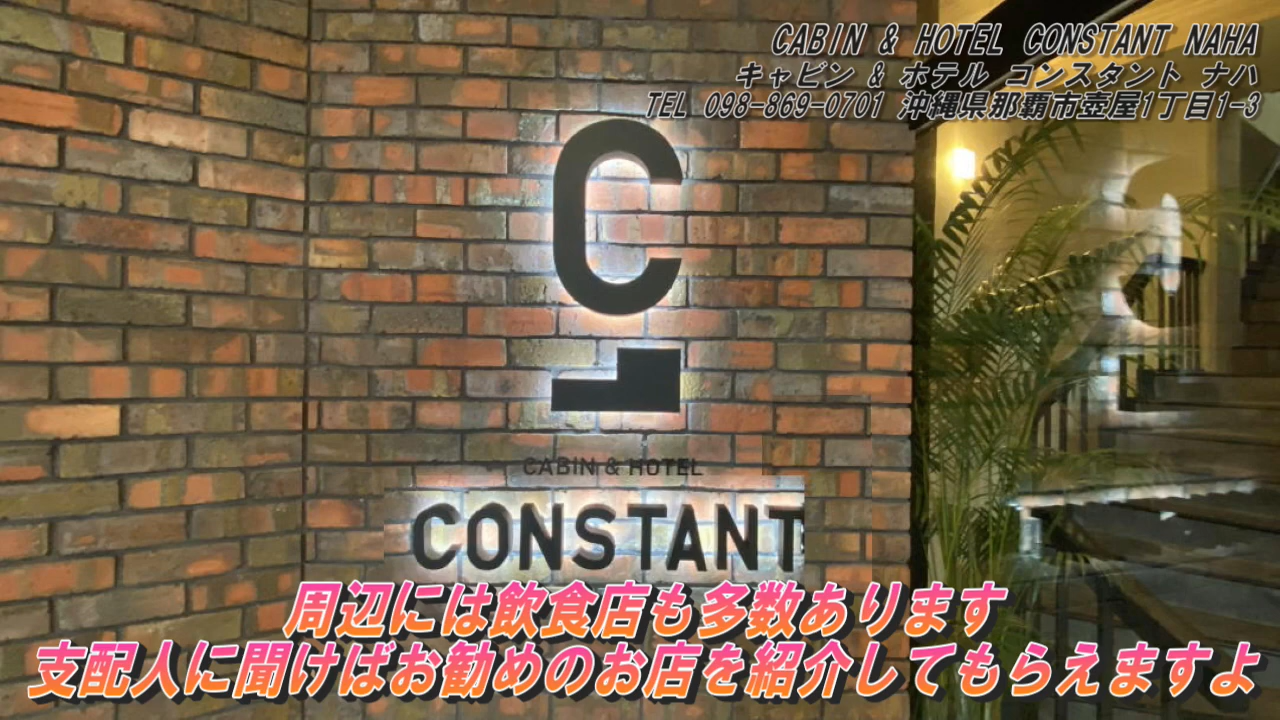 CABIN & HOTEL CONSTANT NAHA
キャビン & ホテル コンスタント ナハ
TEL 098-869-0701 沖縄県那覇市壺屋1丁目1-3
C
CABIN & HOTEL
CONSTANT
周辺には飲食店も多数あります
支配人に聞けばお勧めのお店を紹介してもらえますよ